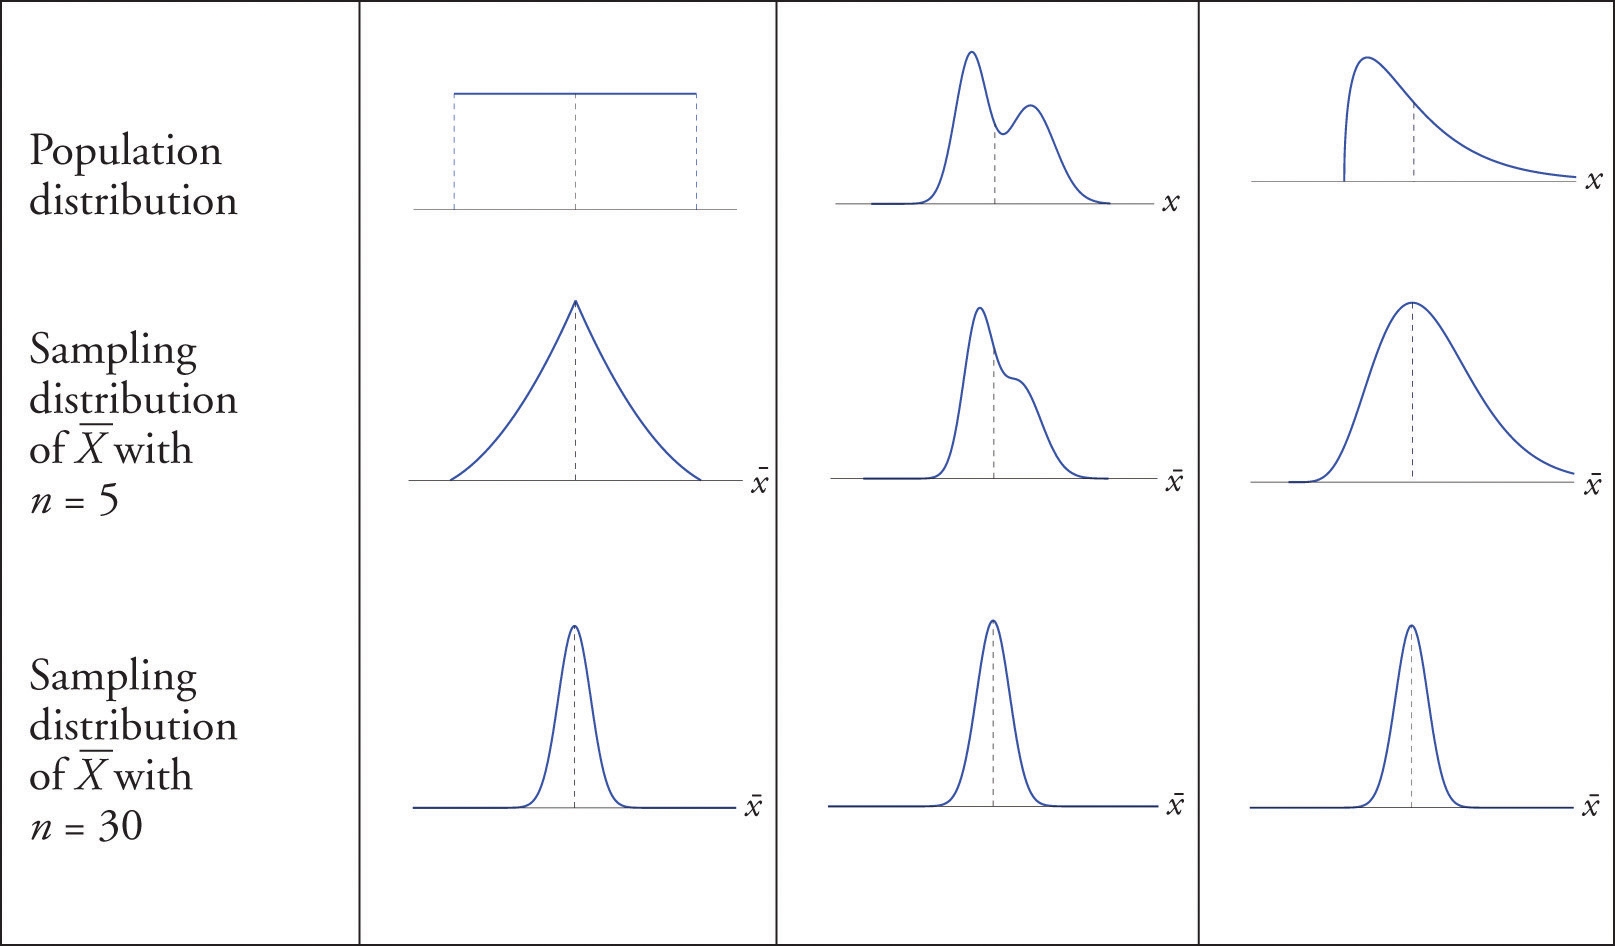 Population
distribution
x
x
Sampling
distribution
of X̅ with
n = 5
x̄
x̄
x̄
Sampling
distribution
of X̅ with
n = 30
x̄
x̄
x̄